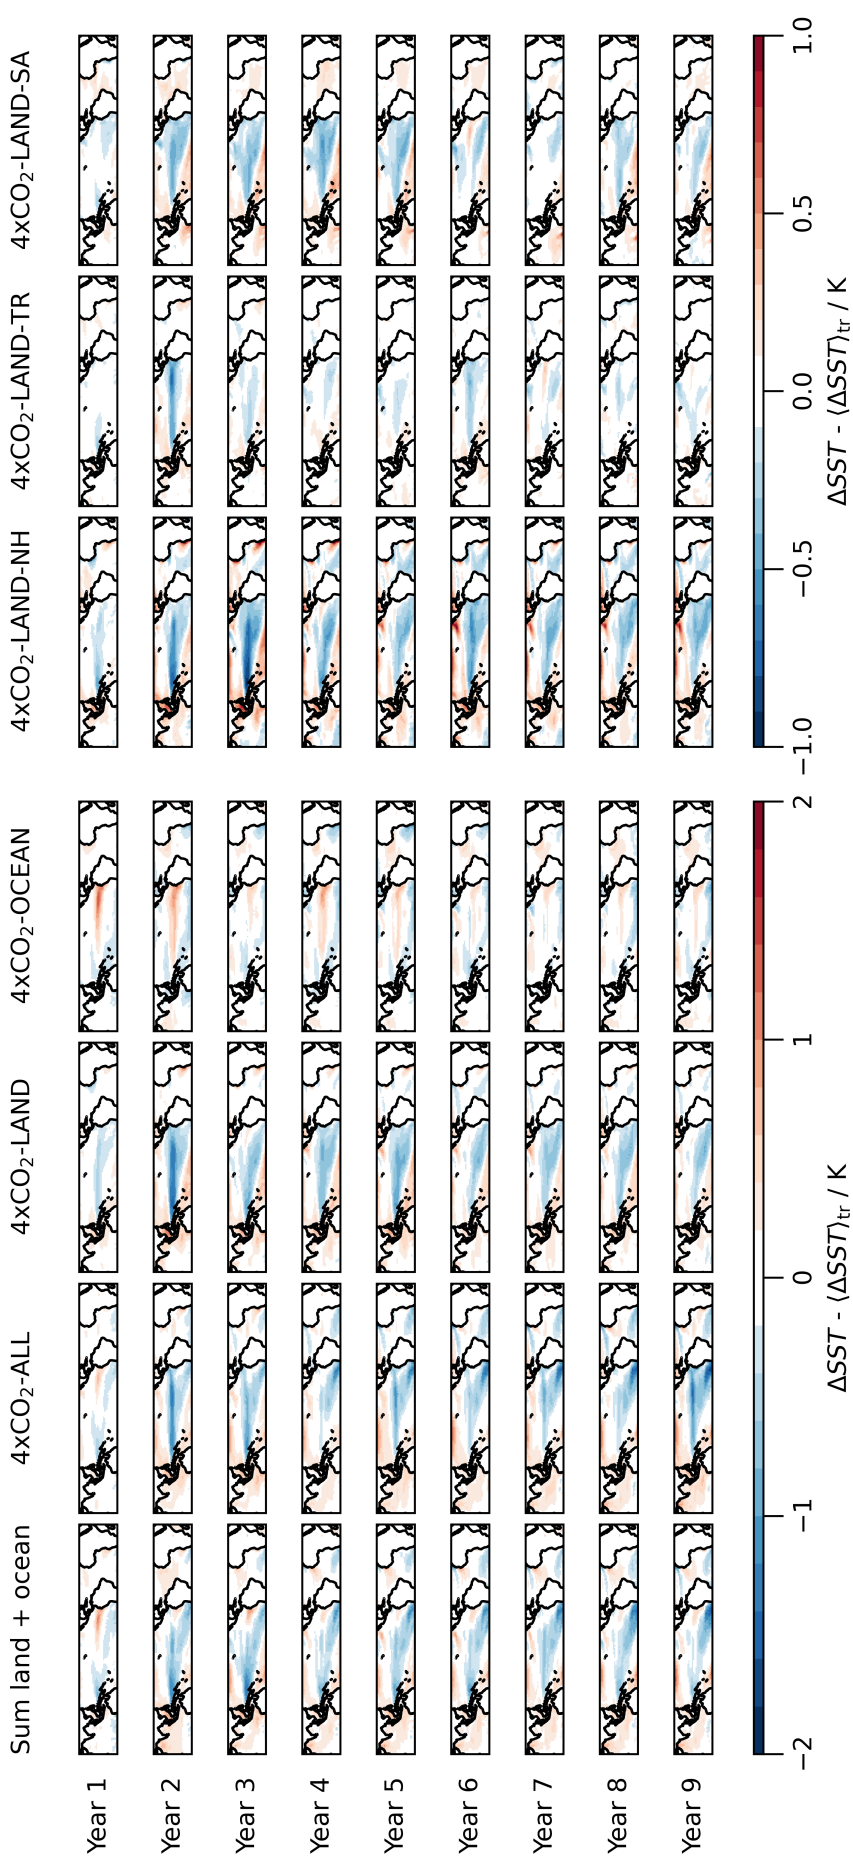 Sum land + ocean
4xCO₂-ALL
4xCO₂-LAND
4xCO₂-OCEAN
4xCO₂-LAND-NH
4xCO₂-LAND-TR
4xCO₂-LAND-SA
Year 1
Year 2
Year 3
Year 4
Year 5
Year 6
Year 7
Year 8
Year 9
−2 −1 0 1 2
ΔSST - ⟨ΔSST⟩tr / K
−1.0 −0.5 0.0 0.5 1.0
ΔSST - ⟨ΔSST⟩tr / K